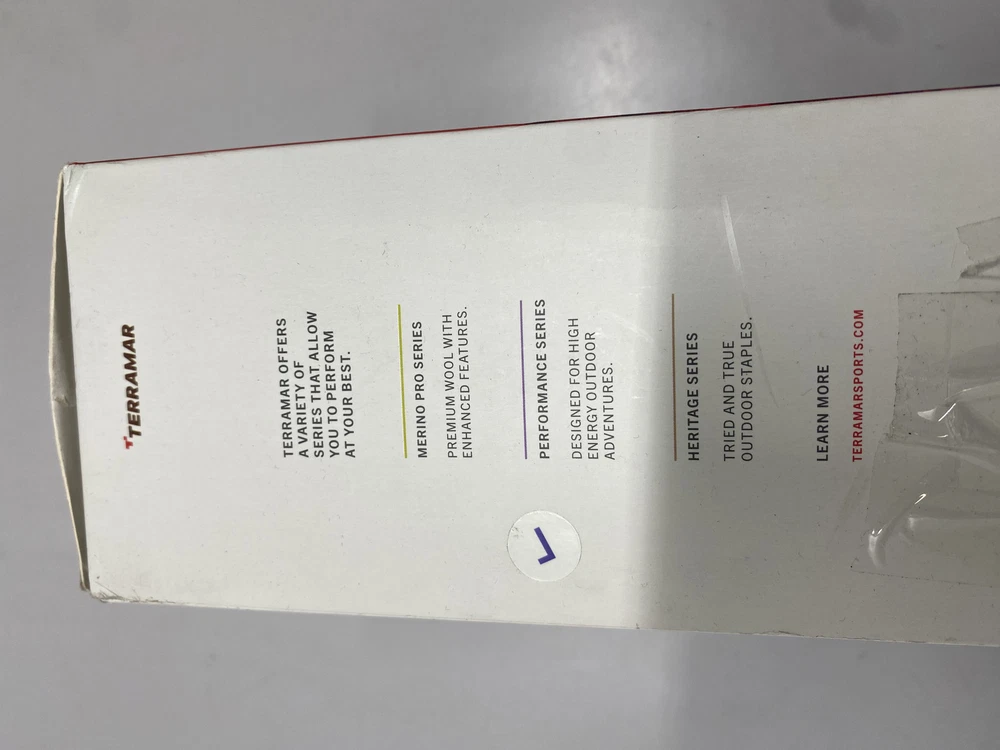 TERRAMAR
TERRAMAR OFFERS
A VARIETY OF
SERIES THAT ALLOW
YOU TO PERFORM
AT YOUR BEST.
MERINO PRO SERIES
PREMIUM WOOL WITH
ENHANCED FEATURES.
PERFORMANCE SERIES
DESIGNED FOR HIGH
ENERGY OUTDOOR
ADVENTURES.
HERITAGE SERIES
TRIED AND TRUE
OUTDOOR STAPLES.
LEARN MORE
TERRAMARSPORTS.COM